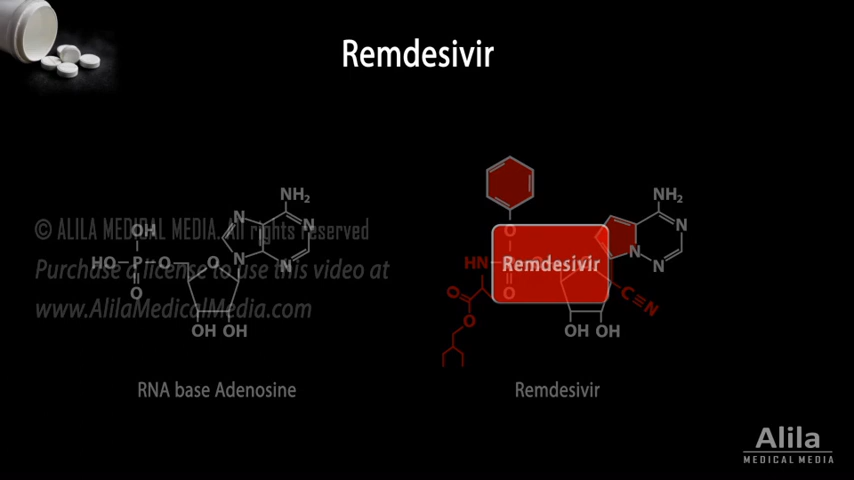 Remdesivir
© ALILA MEDICAL MEDIA. All rights reserved
Purchase a license to use this video at
www.AlilaMedicalMedia.com
NH₂
OH
N
N
HO P O O
N
N
O
OH OH
RNA base Adenosine
NH₂
O
N
HN
Remdesivir
N
N
O
O
C≡N
O
OH OH
Remdesivir
Alila
MEDICAL MEDIA